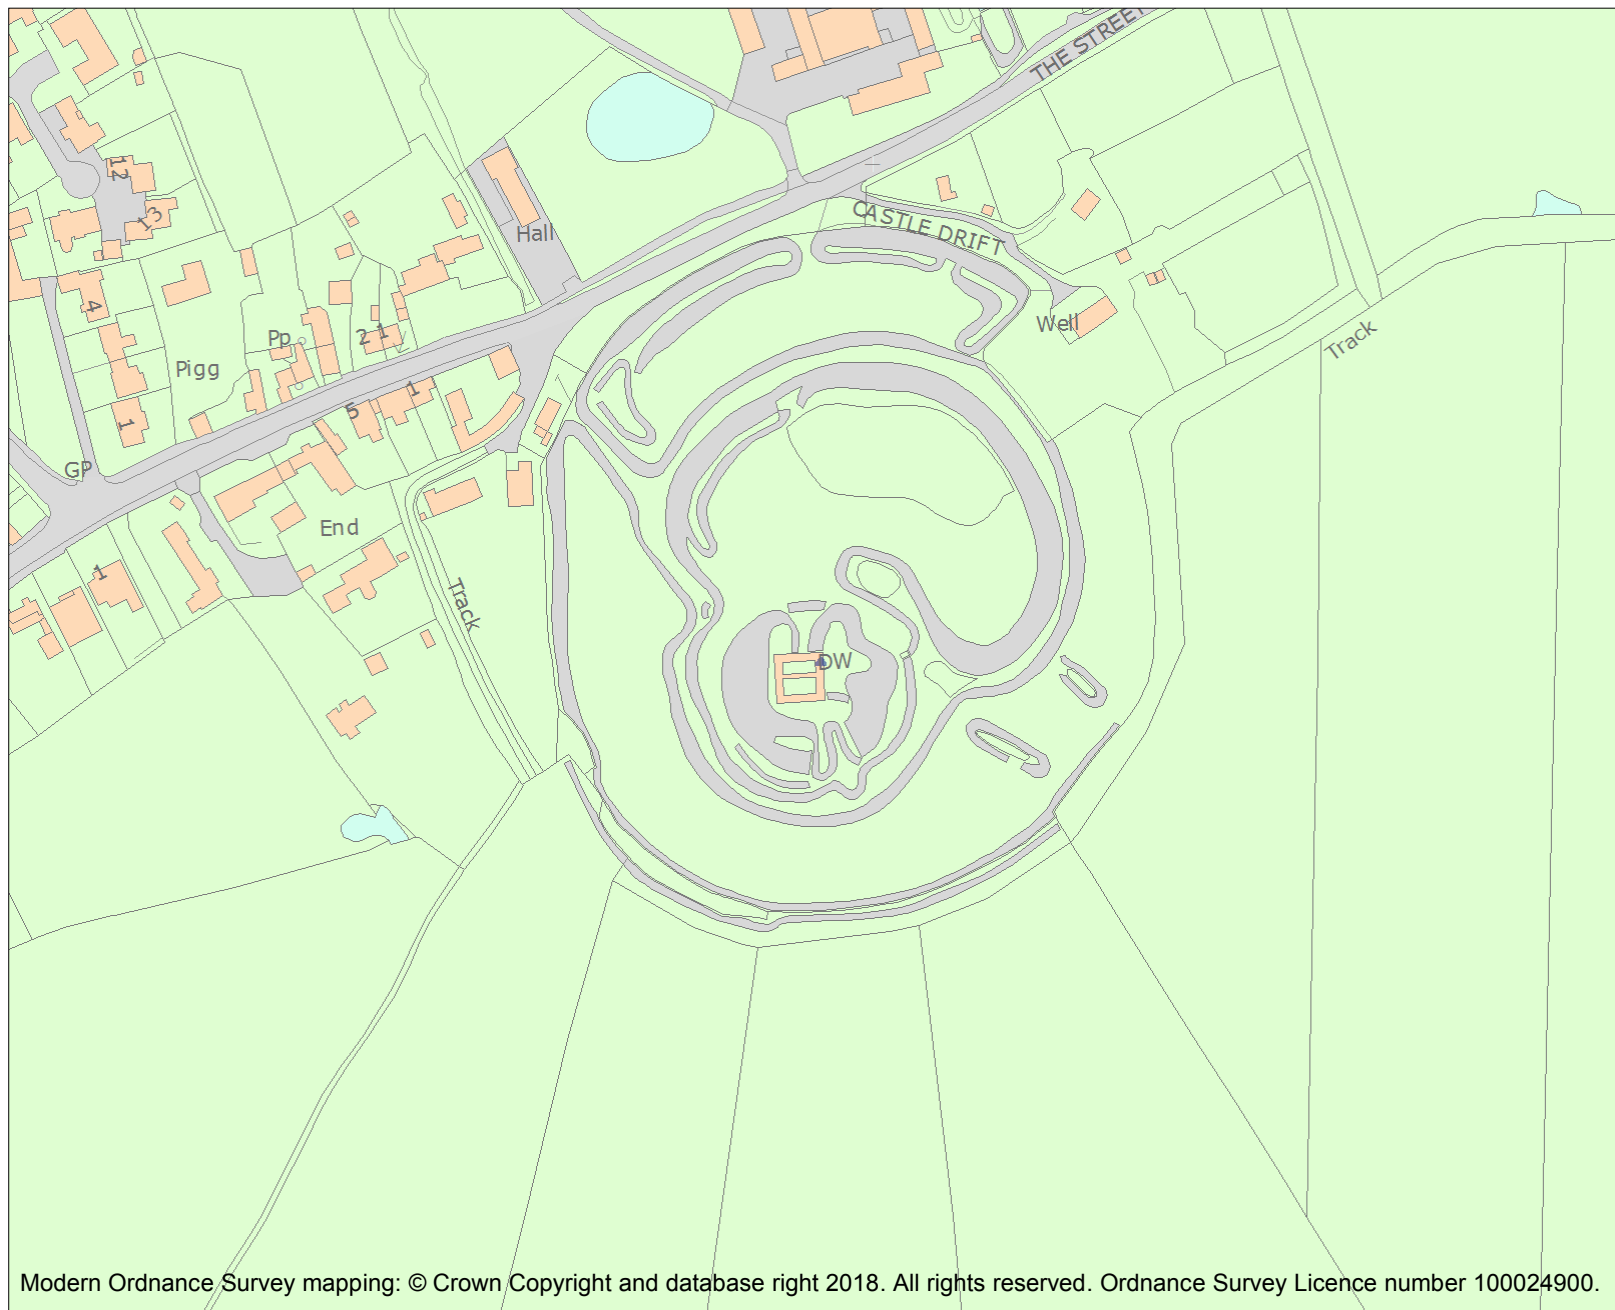 THE STREET
12
13
CASTLE DRIFT
Hall
4
Pp
2
1
Well
Track
Pigg
1
5
1
GP
End
1
Track
DW
Modern Ordnance Survey mapping: © Crown Copyright and database right 2018. All rights reserved. Ordnance Survey Licence number 100024900.